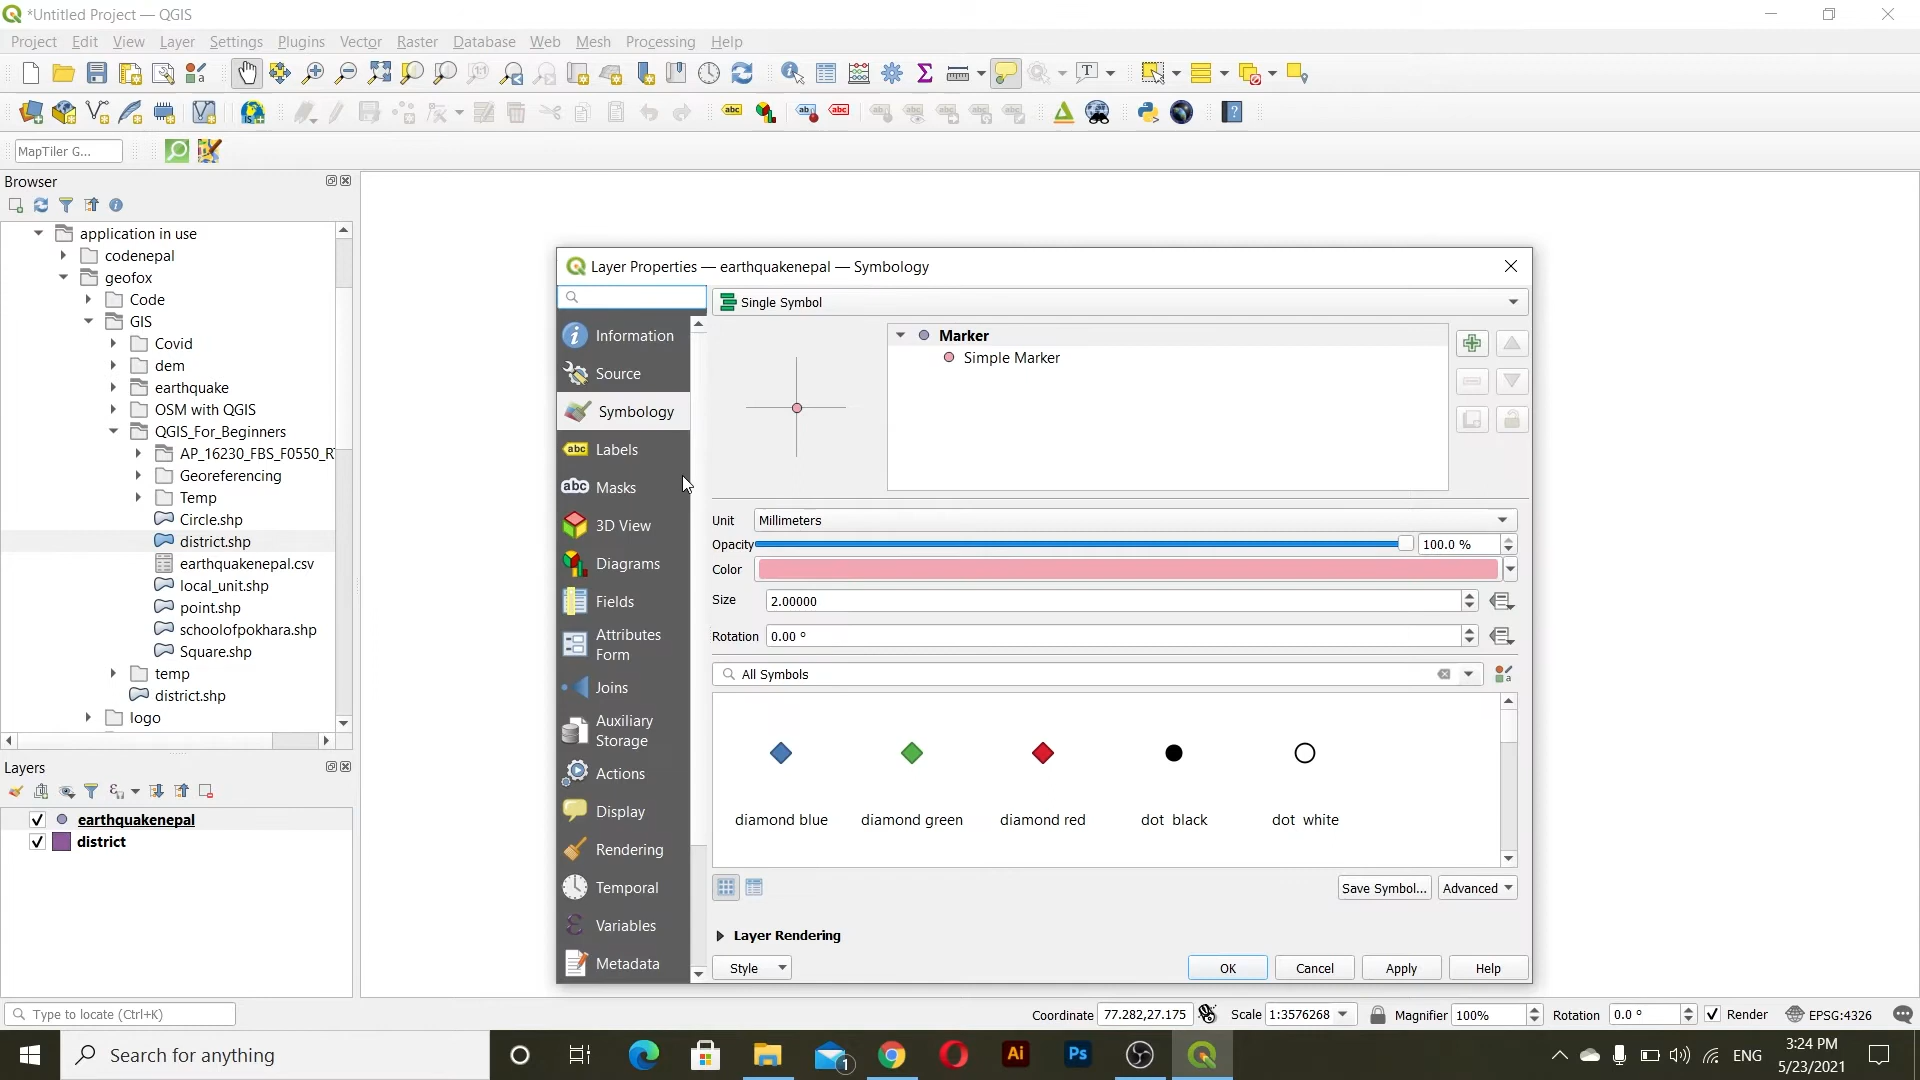 *Untitled Project — QGIS
Project Edit View Layer Settings Plugins Vector Raster Database Web Mesh Processing Help
MapTiler G...
Browser
application in use
codenepal
geofox
Code
GIS
Covid
dem
earthquake
OSM with QGIS
QGIS_For_Beginners
AP_16230_FBS_F0550_R
Georeferencing
Temp
Circle.shp
district.shp
earthquakenepal.csv
local_unit.shp
point.shp
schoolofpokhara.shp
Square.shp
temp
district.shp
logo
Layers
earthquakenepal
district
Layer Properties — earthquakenepal — Symbology
Information
Source
Symbology
Labels
Masks
3D View
Diagrams
Fields
Attributes
Form
Joins
Auxiliary
Storage
Actions
Display
Rendering
Temporal
Variables
Metadata
Single Symbol
Marker
Simple Marker
Unit Millimeters
Opacity 100.0 %
Color
Size 2.00000
Rotation 0.00 °
All Symbols
diamond blue diamond green diamond red dot black dot white
Save Symbol... Advanced
Layer Rendering
Style OK Cancel Apply Help
Type to locate (Ctrl+K) Coordinate 77.282,27.175 Scale 1:3576268 Magnifier 100% Rotation 0.0 ° Render EPSG:4326
Search for anything
ENG
3:24 PM
5/23/2021